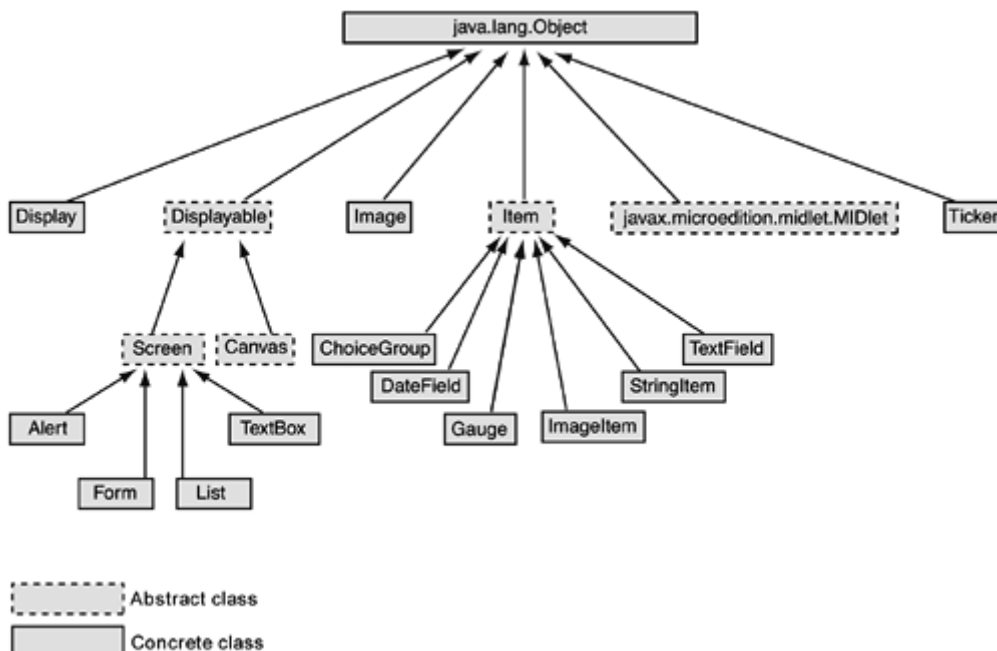 java.lang.Object
Display
Displayable
Image
Item
javax.microedition.midlet.MIDlet
Ticker
Screen
Canvas
ChoiceGroup
TextField
DateField
StringItem
Alert
TextBox
Gauge
ImageItem
Form
List
Abstract class
Concrete class